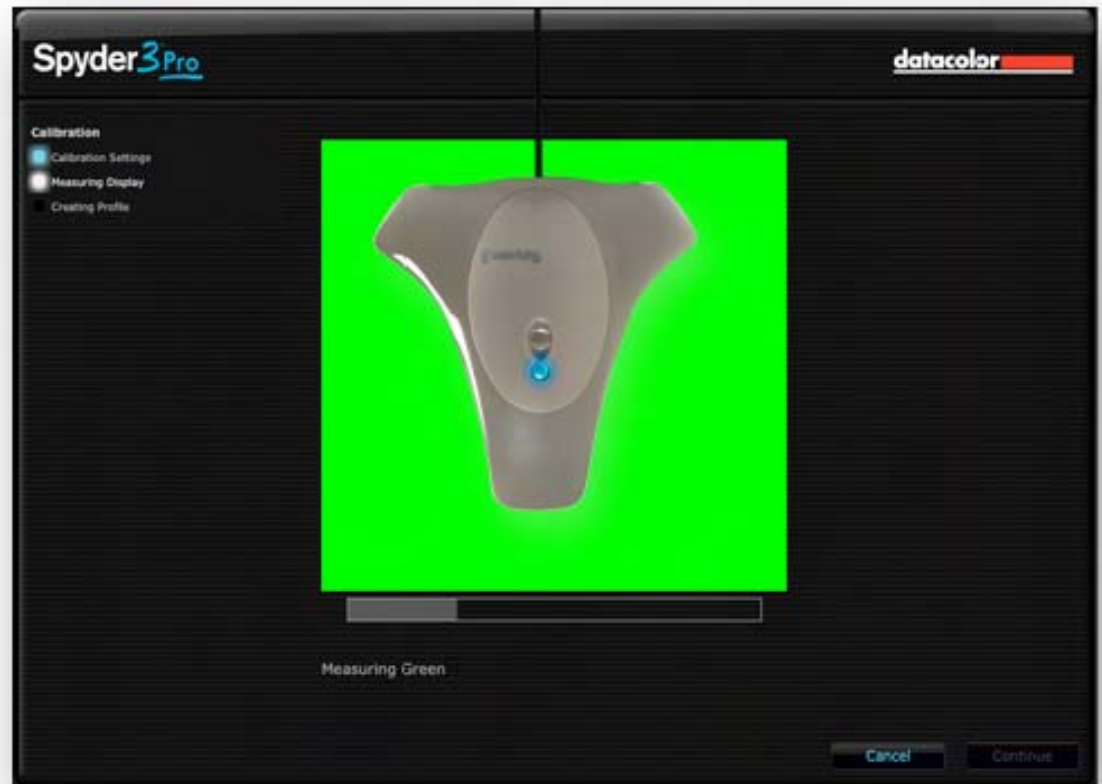 Spyder3Pro
datacolor
Calibration
Calibration Settings
Measuring Display
Creating Profile
Measuring Green
Cancel
Continue